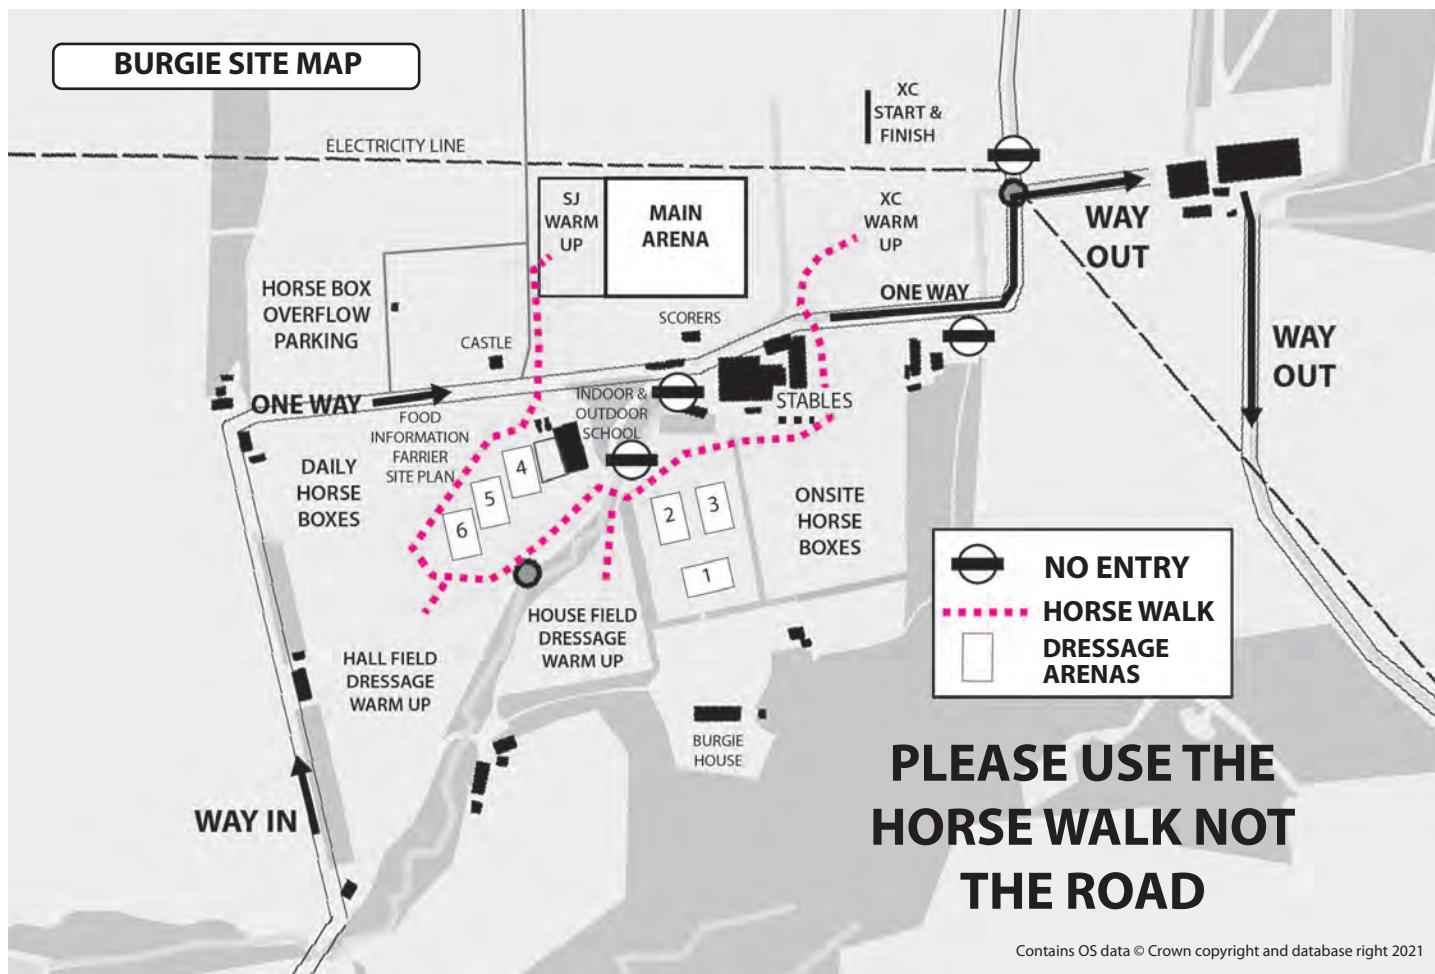 BURGIE SITE MAP
XC
START &
FINISH
ELECTRICITY LINE
SJ
WARM
UP
MAIN
ARENA
XC
WARM
UP
WAY
OUT
HORSE BOX
OVERFLOW
PARKING
ONE WAY
SCORERS
CASTLE
WAY
OUT
ONE WAY
INDOOR &
OUTDOOR
SCHOOL
STABLES
FOOD
INFORMATION
FARRIER
SITE PLAN
DAILY
HORSE
BOXES
4
5
6
2
3
1
ONSITE
HORSE
BOXES
NO ENTRY
HORSE WALK
DRESSAGE
ARENAS
HOUSE FIELD
DRESSAGE
WARM UP
HALL FIELD
DRESSAGE
WARM UP
BURGIE
HOUSE
WAY IN
PLEASE USE THE
HORSE WALK NOT
THE ROAD
Contains OS data © Crown copyright and database right 2021